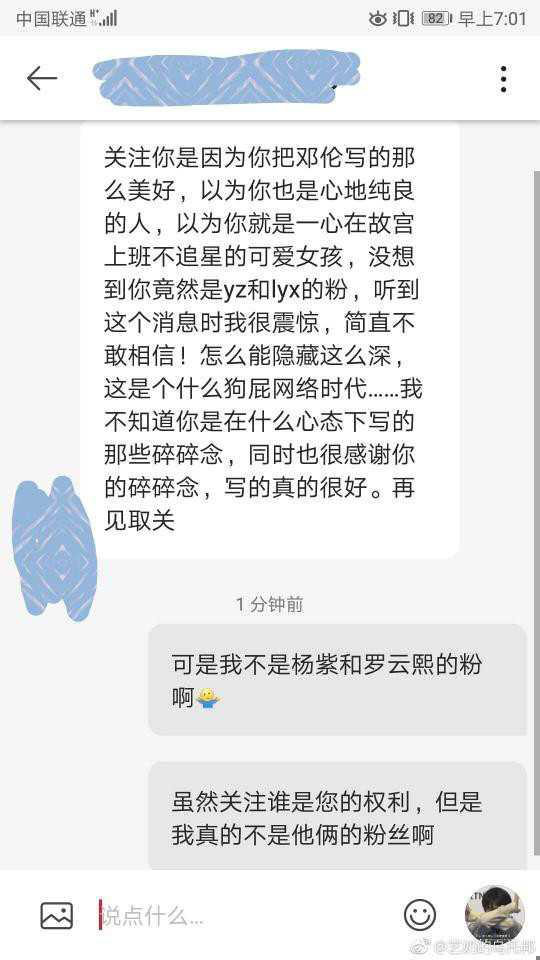 中国联通 82 早上7:01
关注你是因为你把邓伦写的那
么美好，以为你也是心地纯良
的人，以为你就是一心在故宫
上班不追星的可爱女孩，没想
到你竟然是yz和lyx的粉，听到
这个消息时我很震惊，简直不
敢相信！怎么能隐藏这么深，
这是个什么狗屁网络时代……我
不知道你是在什么心态下写的
那些碎碎念，同时也很感谢你
的碎碎念，写的真的很好。再
见取关
1 分钟前
可是我不是杨紫和罗云熙的粉
啊🤷
虽然关注谁是您的权利，但是
我真的不是他俩的粉丝啊
说点什么...